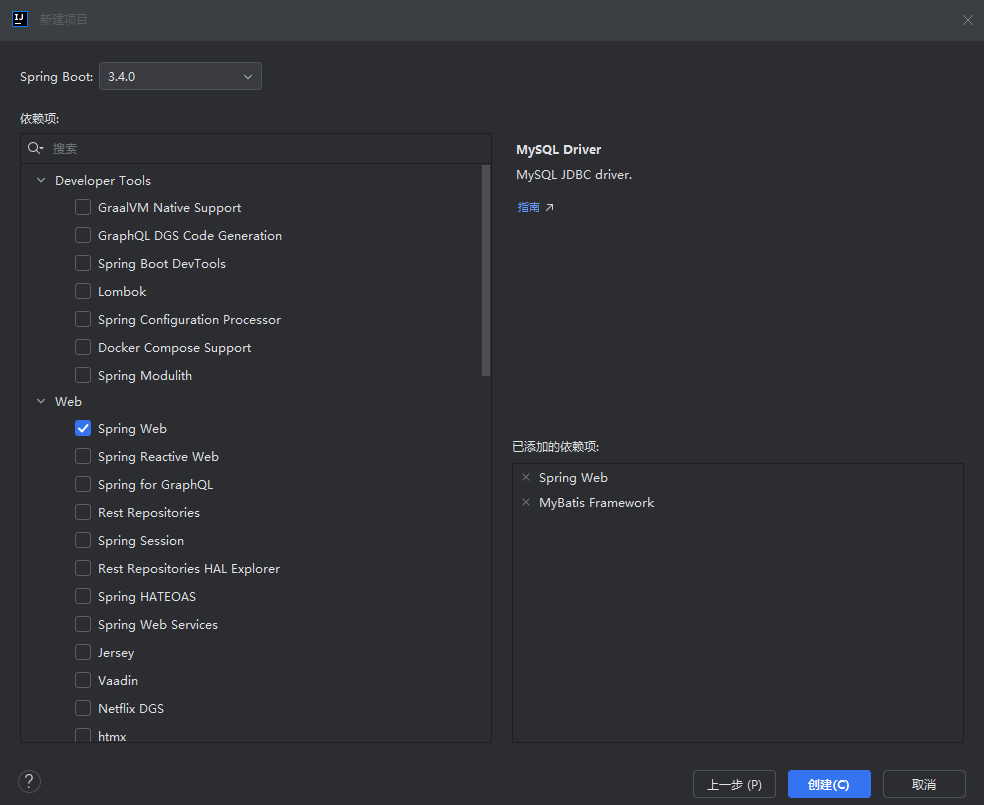 新建项目
Spring Boot: 3.4.0
依赖项:
搜索
Developer Tools
GraalVM Native Support
GraphQL DGS Code Generation
Spring Boot DevTools
Lombok
Spring Configuration Processor
Docker Compose Support
Spring Modulith
Web
Spring Web
Spring Reactive Web
Spring for GraphQL
Rest Repositories
Spring Session
Rest Repositories HAL Explorer
Spring HATEOAS
Spring Web Services
Jersey
Vaadin
Netflix DGS
htmx
MySQL Driver
MySQL JDBC driver.
指南
已添加的依赖项:
Spring Web
MyBatis Framework
?
上一步 (P)
创建(C)
取消